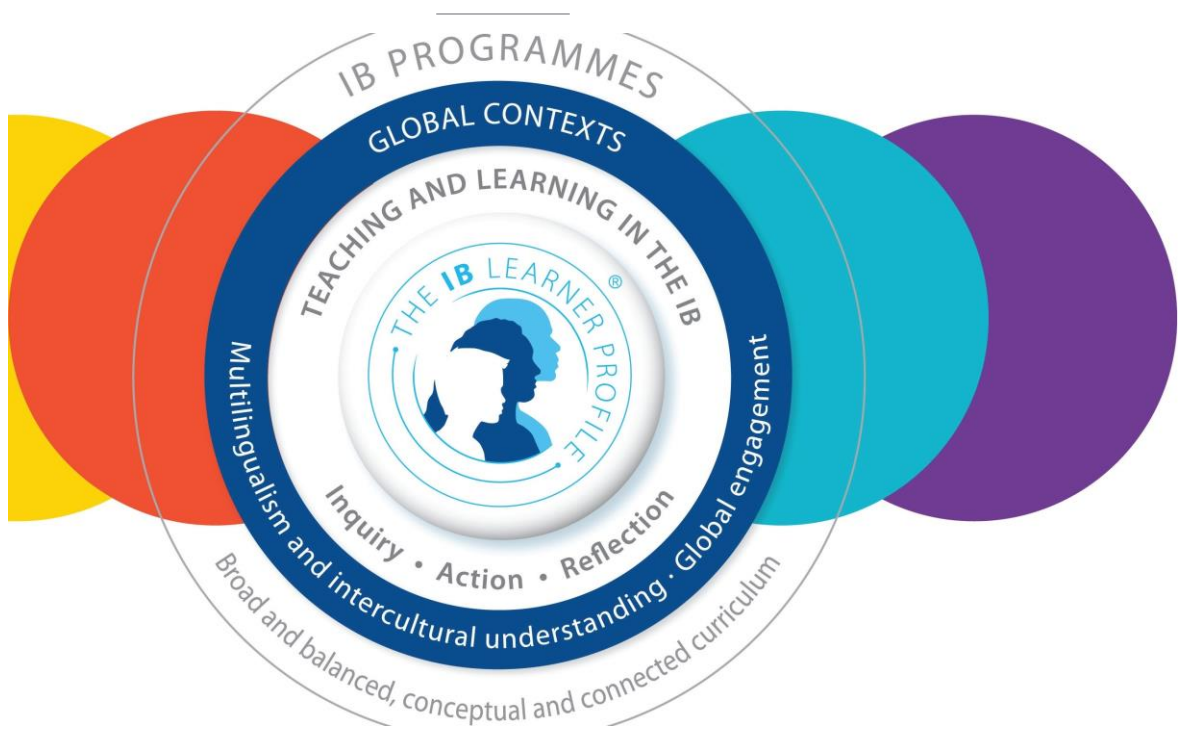 IB PROGRAMMES
GLOBAL CONTEXTS
TEACHING AND LEARNING IN THE IB
• THE IB LEARNER PROFILE • ®
Inquiry • Action • Reflection
Multilingualism and intercultural understanding · Global engagement
Broad and balanced, conceptual and connected curriculum